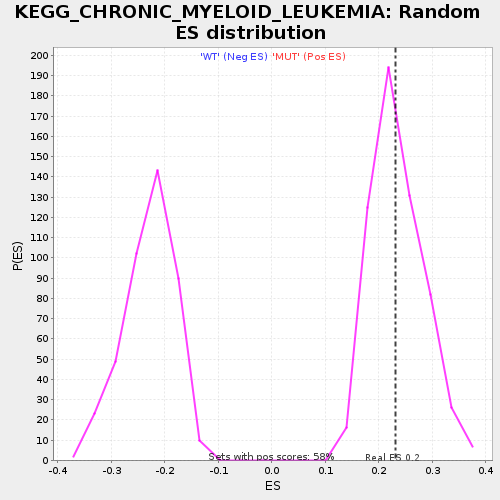 KEGG_CHRONIC_MYELOID_LEUKEMIA: Random
ES distribution
'WT' (Neg ES) 'MUT' (Pos ES)
P(ES)
200
190
180
170
160
150
140
130
120
110
100
90
80
70
60
50
40
30
20
10
0
Sets with pos scores: 58%
Real ES 0.2
-0.4 -0.3 -0.2 -0.1 0.0 0.1 0.2 0.3 0.4
ES